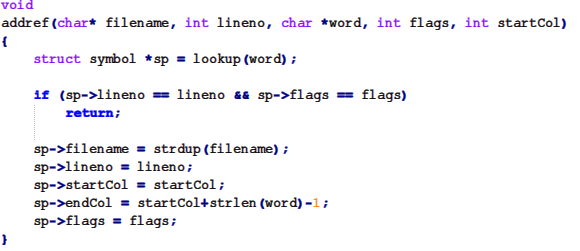 void
addref(char* filename, int lineno, char *word, int flags, int startCol)
{
    struct symbol *sp = lookup(word);

    if (sp->lineno == lineno && sp->flags == flags)
        return;

    sp->filename = strdup(filename);
    sp->lineno = lineno;
    sp->startCol = startCol;
    sp->endCol = startCol+strlen(word)-1;
    sp->flags = flags;
}